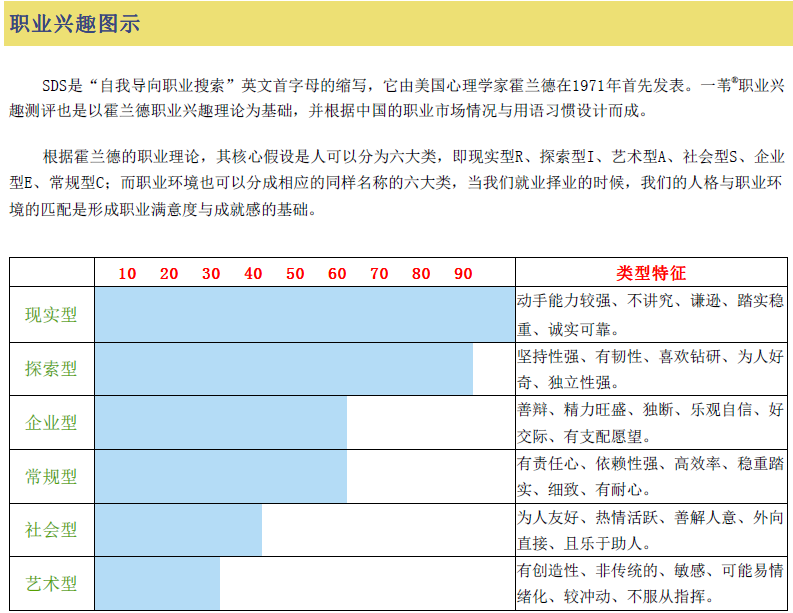 职业兴趣图示
SDS是“自我导向职业搜索”英文首字母的缩写，它由美国心理学家霍兰德在1971年首先发表。一苇®职业兴
趣测评也是以霍兰德职业兴趣理论为基础，并根据中国的职业市场情况与用语习惯设计而成。
根据霍兰德的职业理论，其核心假设是人可以分为六大类，即现实型R、探索型I、艺术型A、社会型S、企业
型E、常规型C；而职业环境也可以分成相应的同样名称的六大类，当我们就业择业的时候，我们的人格与职业环
境的匹配是形成职业满意度与成就感的基础。
10 20 30 40 50 60 70 80 90 类型特征
现实型
动手能力较强、不讲究、谦逊、踏实稳
重、诚实可靠。
探索型
坚持性强、有韧性、喜欢钻研、为人好
奇、独立性强。
企业型
善辩、精力旺盛、独断、乐观自信、好
交际、有支配愿望。
常规型
有责任心、依赖性强、高效率、稳重踏
实、细致、有耐心。
社会型
为人友好、热情活跃、善解人意、外向
直接、且乐于助人。
艺术型
有创造性、非传统的、敏感、可能易情
绪化、较冲动、不服从指挥。